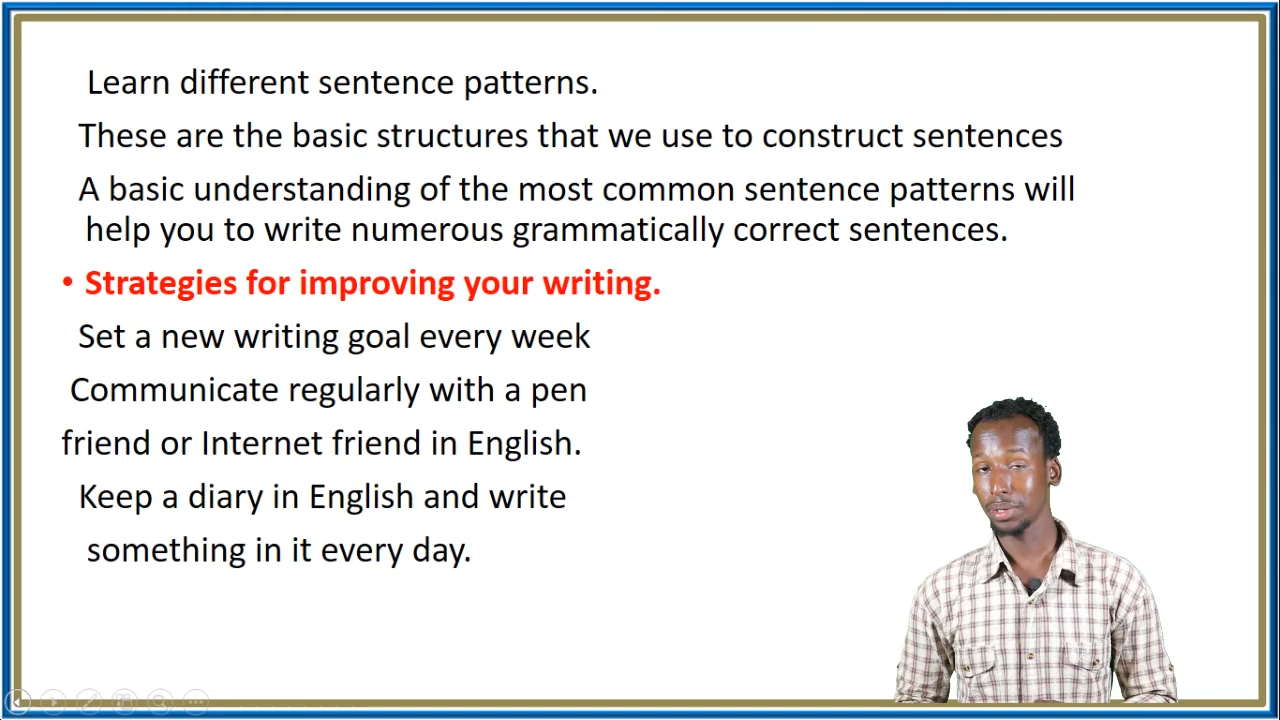 Learn different sentence patterns.
These are the basic structures that we use to construct sentences
A basic understanding of the most common sentence patterns will
help you to write numerous grammatically correct sentences.
• Strategies for improving your writing.
Set a new writing goal every week
Communicate regularly with a pen
friend or Internet friend in English.
Keep a diary in English and write
something in it every day.